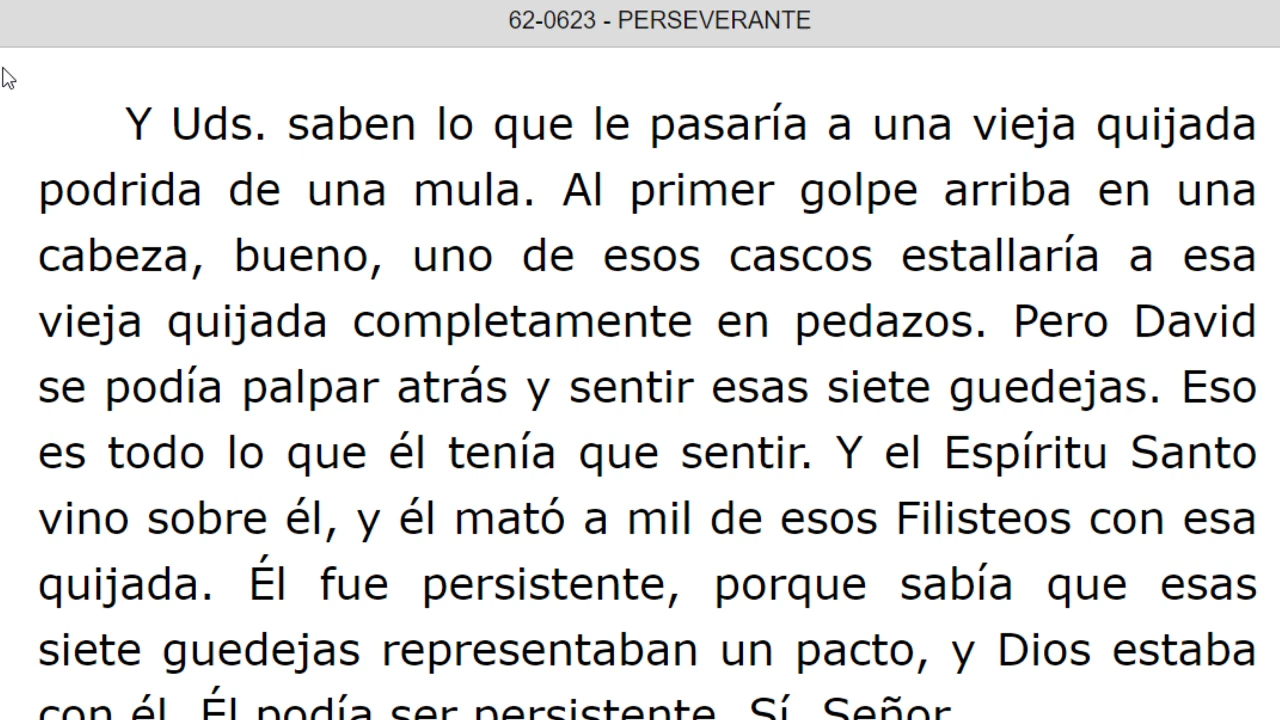 62-0623 - PERSEVERANTE
Y Uds. saben lo que le pasaría a una vieja quijada
podrida de una mula. Al primer golpe arriba en una
cabeza, bueno, uno de esos cascos estallaría a esa
vieja quijada completamente en pedazos. Pero David
se podía palpar atrás y sentir esas siete guedejas. Eso
es todo lo que él tenía que sentir. Y el Espíritu Santo
vino sobre él, y él mató a mil de esos Filisteos con esa
quijada. Él fue persistente, porque sabía que esas
siete guedejas representaban un pacto, y Dios estaba
con él. Él podía ser persistente. Sí, Señor.